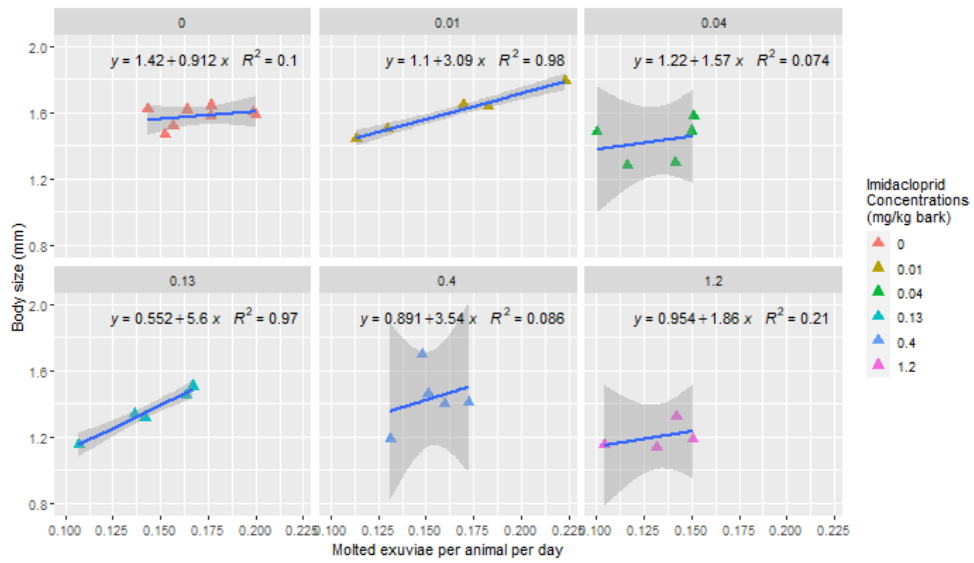 0 0.01 0.04
y = 1.42+0.912 x R² = 0.1
y = 1.1+3.09 x R² = 0.98
y = 1.22+1.57 x R² = 0.074
2.0
1.6
1.2
0.8
0.13 0.4 1.2
y = 0.552+5.6 x R² = 0.97
y = 0.891+3.54 x R² = 0.086
y = 0.954+1.86 x R² = 0.21
2.0
1.6
1.2
0.8
0.100 0.125 0.150 0.175 0.200 0.225 0.100 0.125 0.150 0.175 0.200 0.225 0.100 0.125 0.150 0.175 0.200 0.225
Body size (mm)
Molted exuviae per animal per day
Imidacloprid
Concentrations
(mg/kg bark)
0
0.01
0.04
0.13
0.4
1.2